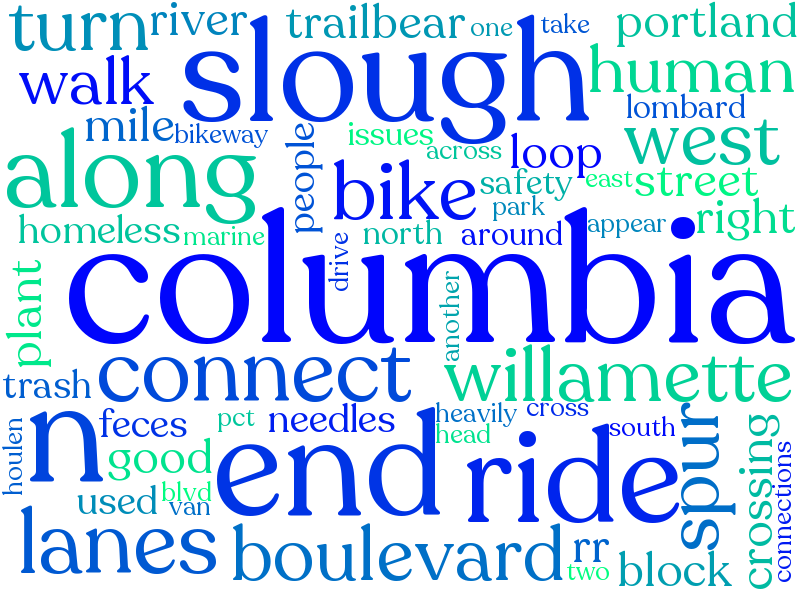 turn
river
trailbear
one
take
portland
slough
walk
human
mile
bikeway
lombard
along
people
issues
across
loop
west
bike
safety
east
street
park
homeless
marine
north
around
appear
right
drive
columbia
plant
another
connect
willamette
trash
n
feces
pct
needles
heavily
cross
head
south
spur
crossing
connections
houlen
good
end
ride
used
blvd
van
lanes
boulevard
rr
two
block